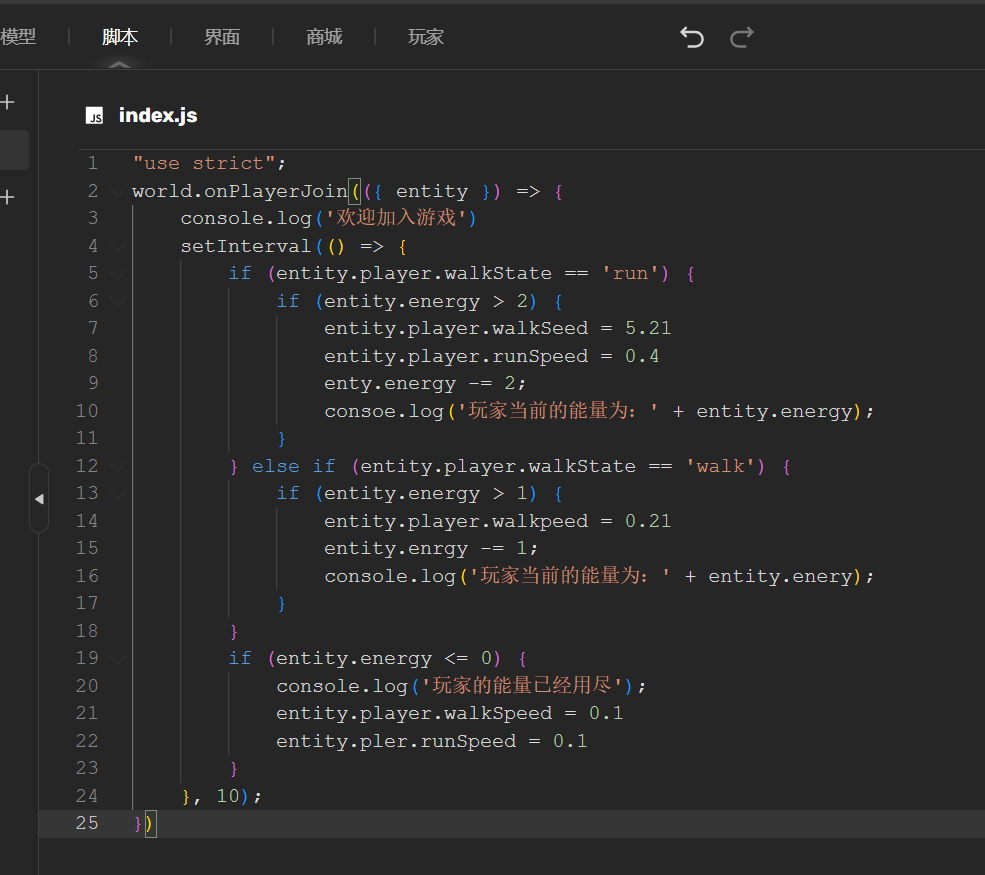 模型 脚本 界面 商城 玩家
JS index.js
1 "use strict";
2 world.onPlayerJoin(({ entity }) => {
3 console.log('欢迎加入游戏')
4 setInterval(() => {
5 if (entity.player.walkState == 'run') {
6 if (entity.energy > 2) {
7 entity.player.walkSeed = 5.21
8 entity.player.runSpeed = 0.4
9 enty.energy -= 2;
10 consoe.log('玩家当前的能量为: ' + entity.energy);
11 }
12 } else if (entity.player.walkState == 'walk') {
13 if (entity.energy > 1) {
14 entity.player.walkpeed = 0.21
15 entity.enrgy -= 1;
16 console.log('玩家当前的能量为: ' + entity.enery);
17 }
18 }
19 if (entity.energy <= 0) {
20 console.log('玩家的能量已经用尽');
21 entity.player.walkSpeed = 0.1
22 entity.pler.runSpeed = 0.1
23 }
24 }, 10);
25 })